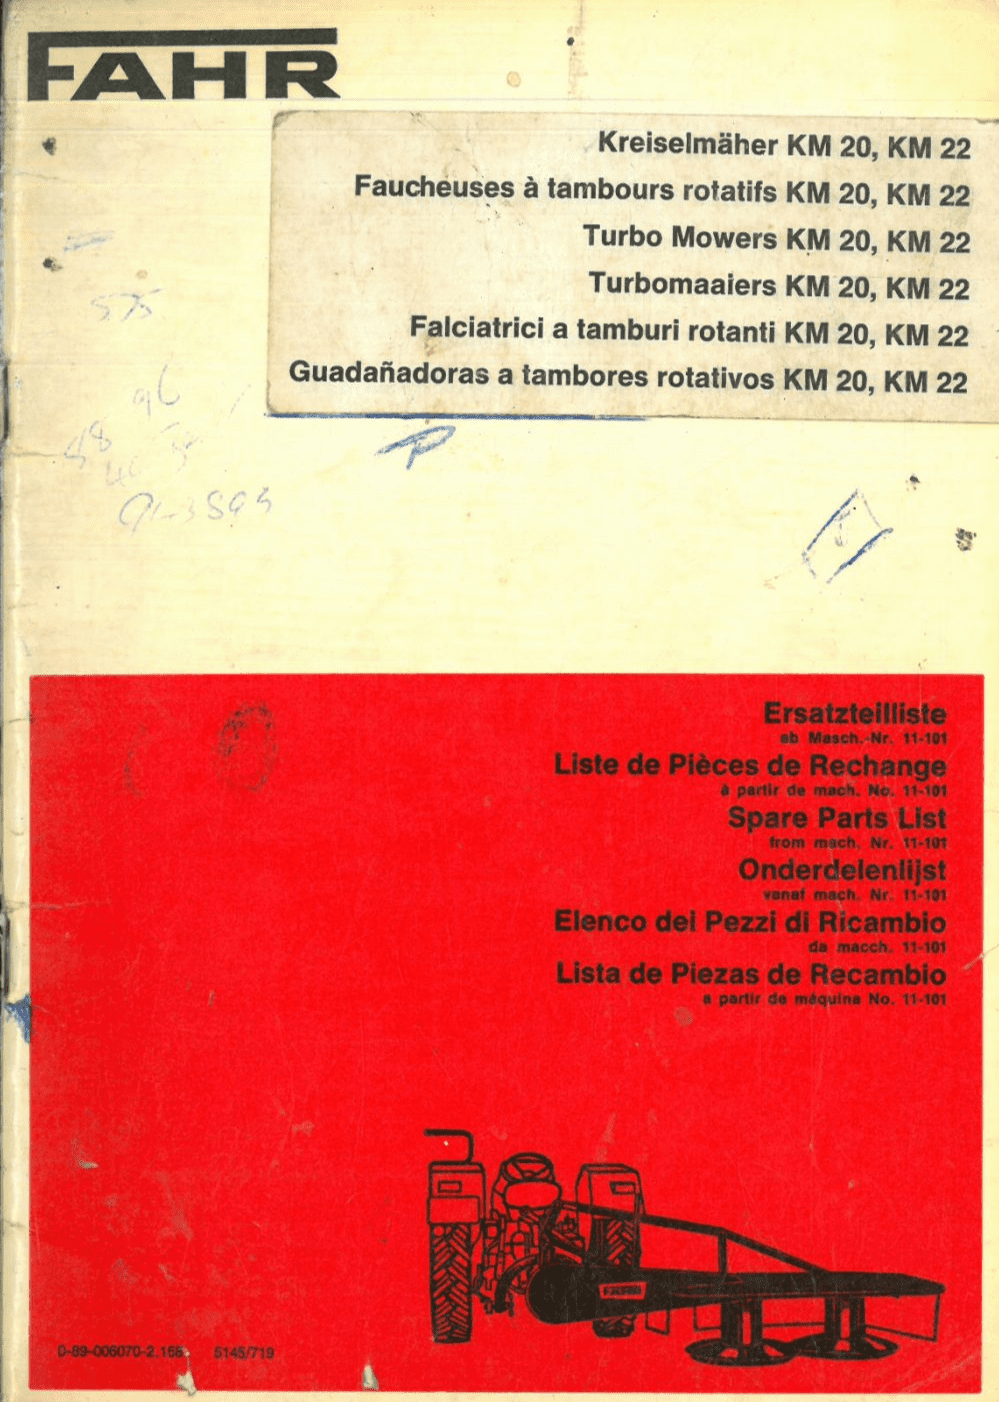 FAHR
Kreiselmäher KM 20, KM 22
Faucheuses à tambours rotatifs KM 20, KM 22
Turbo Mowers KM 20, KM 22
Turbomaaiers KM 20, KM 22
Falciatrici a tamburi rotanti KM 20, KM 22
Guadañadoras a tambores rotativos KM 20, KM 22
575
96
Ersatzteilliste
ab Masch.-Nr. 11-101
Liste de Pièces de Rechange
à partir de mach. No. 11-101
Spare Parts List
from mach. Nr. 11-101
Onderdelenlijst
vanaf mach. Nr. 11-101
Elenco dei Pezzi di Ricambio
da macch. 11-101
Lista de Piezas de Recambio
a partir de máquina No. 11-101
FAHR
5145/719